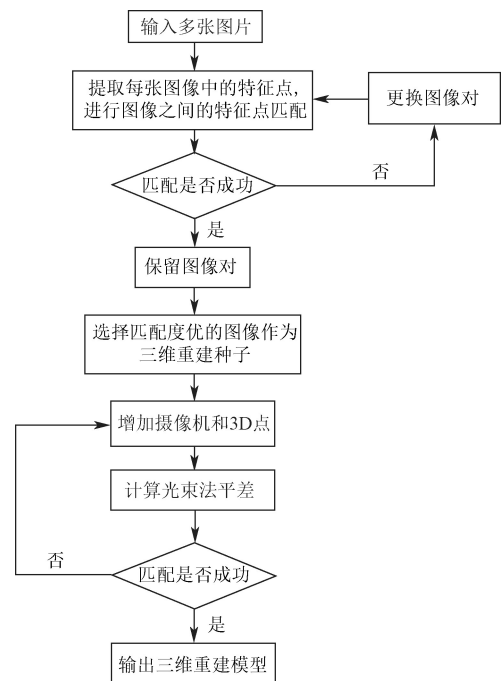 输入多张图片
提取每张图像中的特征点,
进行图像之间的特征点匹配
更换图像对
匹配是否成功
否
是
保留图像对
选择匹配度优的图像作为
三维重建种子
增加摄像机和3D点
计算光束法平差
否
匹配是否成功
是
输出三维重建模型